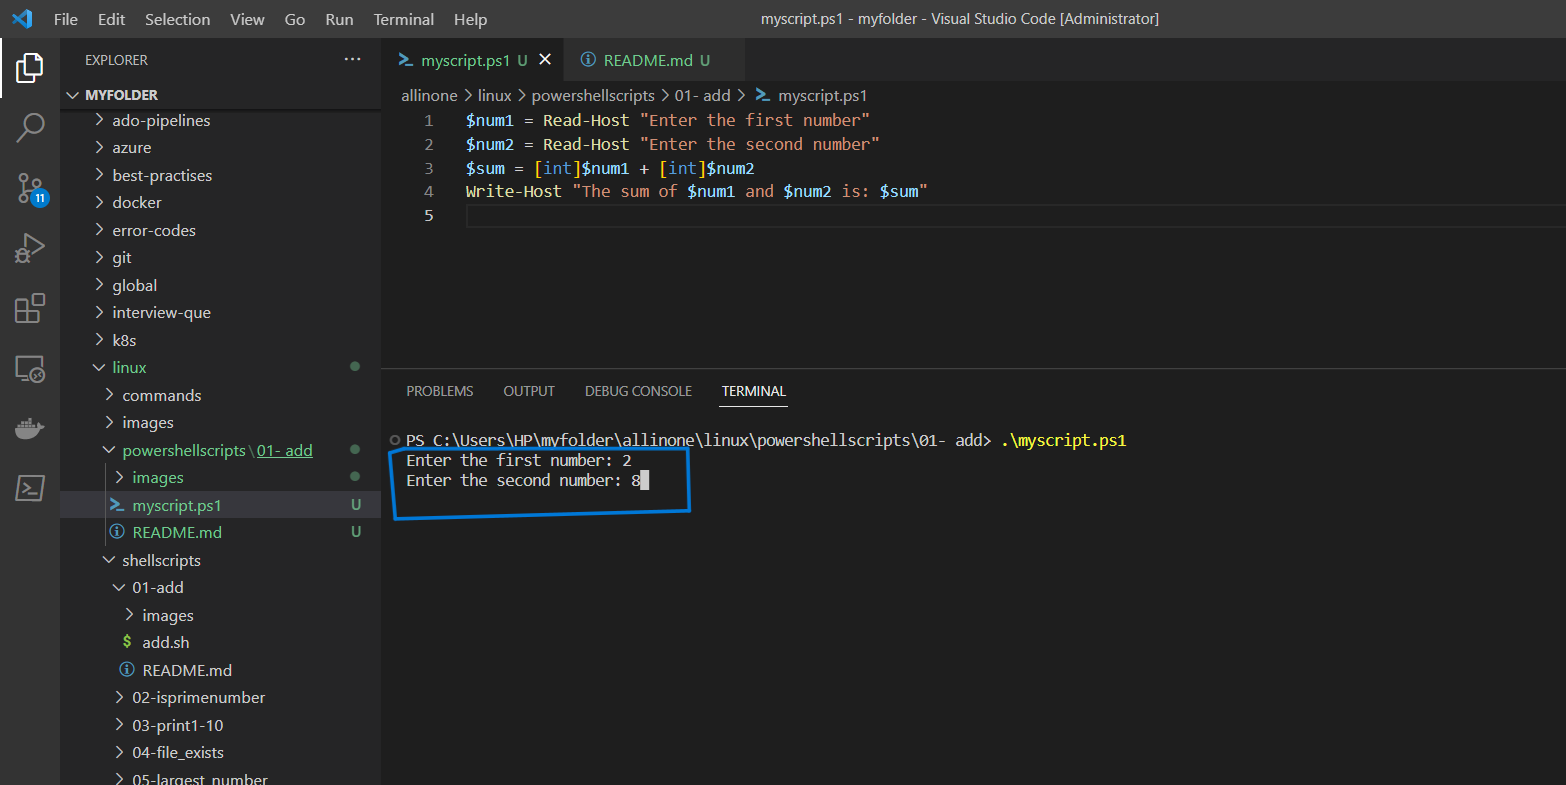 File Edit Selection View Go Run Terminal Help
myscript.ps1 - myfolder - Visual Studio Code [Administrator]
EXPLORER
MYFOLDER
ado-pipelines
azure
best-practises
docker
error-codes
git
global
interview-que
k8s
linux
commands
images
powershellscripts\01- add
images
myscript.ps1 U
README.md U
shellscripts
01-add
images
$ add.sh
README.md
02-isprimenumber
03-print1-10
04-file_exists
05-largest_number
11
myscript.ps1 U
README.md U
allinone > linux > powershellscripts > 01- add > myscript.ps1
1 $num1 = Read-Host "Enter the first number"
2 $num2 = Read-Host "Enter the second number"
3 $sum = [int]$num1 + [int]$num2
4 Write-Host "The sum of $num1 and $num2 is: $sum"
5
PROBLEMS OUTPUT DEBUG CONSOLE TERMINAL
PS C:\Users\HP\myfolder\allinone\linux\powershellscripts\01- add> .\myscript.ps1
Enter the first number: 2
Enter the second number: 8